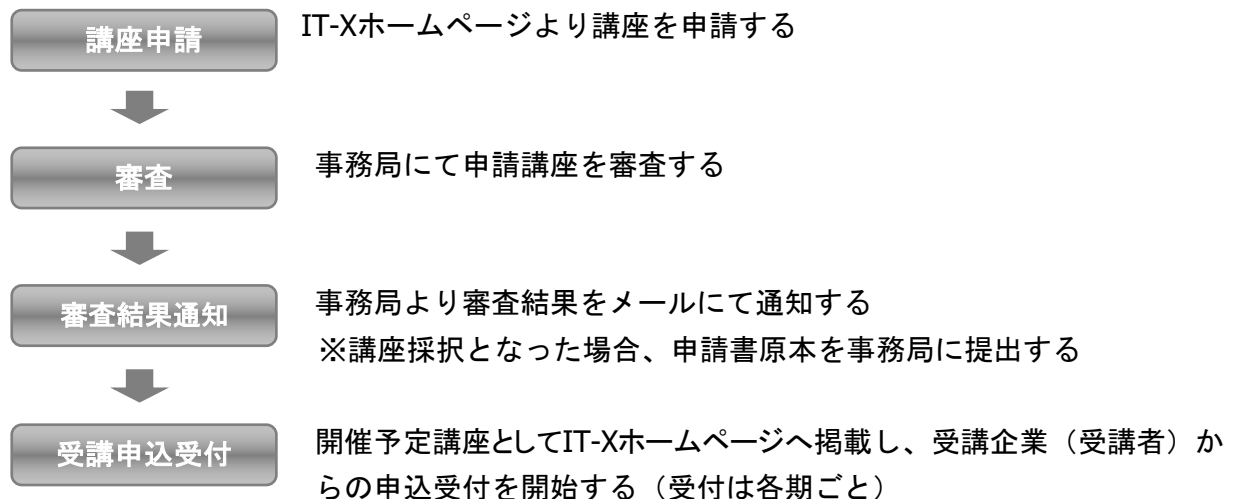 講座申請
IT-Xホームページより講座を申請する
審査
事務局にて申請講座を審査する
審査結果通知
事務局より審査結果をメールにて通知する
※講座採択となった場合、申請書原本を事務局に提出する
受講申込受付
開催予定講座としてIT-Xホームページへ掲載し、受講企業（受講者）か
らの申込受付を開始する（受付は各期ごと）